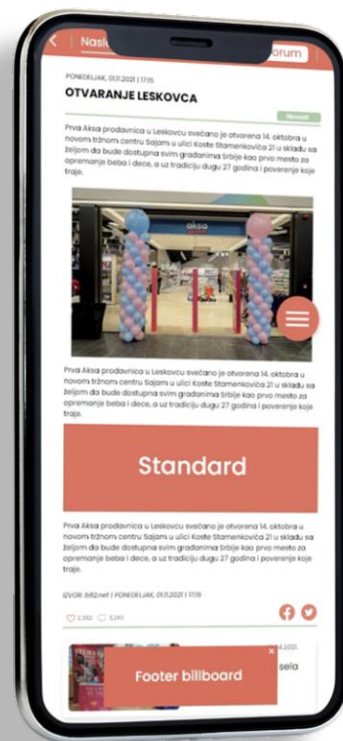 orum
PONEDELJAK, 01.11.2021 | 17:15
OTVARANJE LESKOVCA
Novosti
Prva Aksa prodavnica u Leskovcu svečano je otvorena 14. oktobra u
novom tržnom centru Sajam u ulici Koste Stamenkovića 21 u skladu sa
željom da bude dostupna svim građanima Srbije kao prvo mesto za
opremanje beba i dece, a uz tradiciju dugu 27 godina i poverenje koje
traje.
aksa
Prva Aksa prodavnica u Leskovcu svečano je otvorena 14. oktobra u
novom tržnom centru Sajam u ulici Koste Stamenkovića 21 u skladu sa
željom da bude dostupna svim građanima Srbije kao prvo mesto za
opremanje beba i dece, a uz tradiciju dugu 27 godina i poverenje koje
traje.
Standard
Prva Aksa prodavnica u Leskovcu svečano je otvorena 14. oktobra u
novom tržnom centru Sajam u ulici Koste Stamenkovića 21 u skladu sa
željom da bude dostupna svim građanima Srbije kao prvo mesto za
opremanje beba i dece, a uz tradiciju dugu 27 godina i poverenje koje
traje.
IZVOR: b92.net | PONEDELJAK, 01.11.2021 | 17:15
sela
Footer billboard